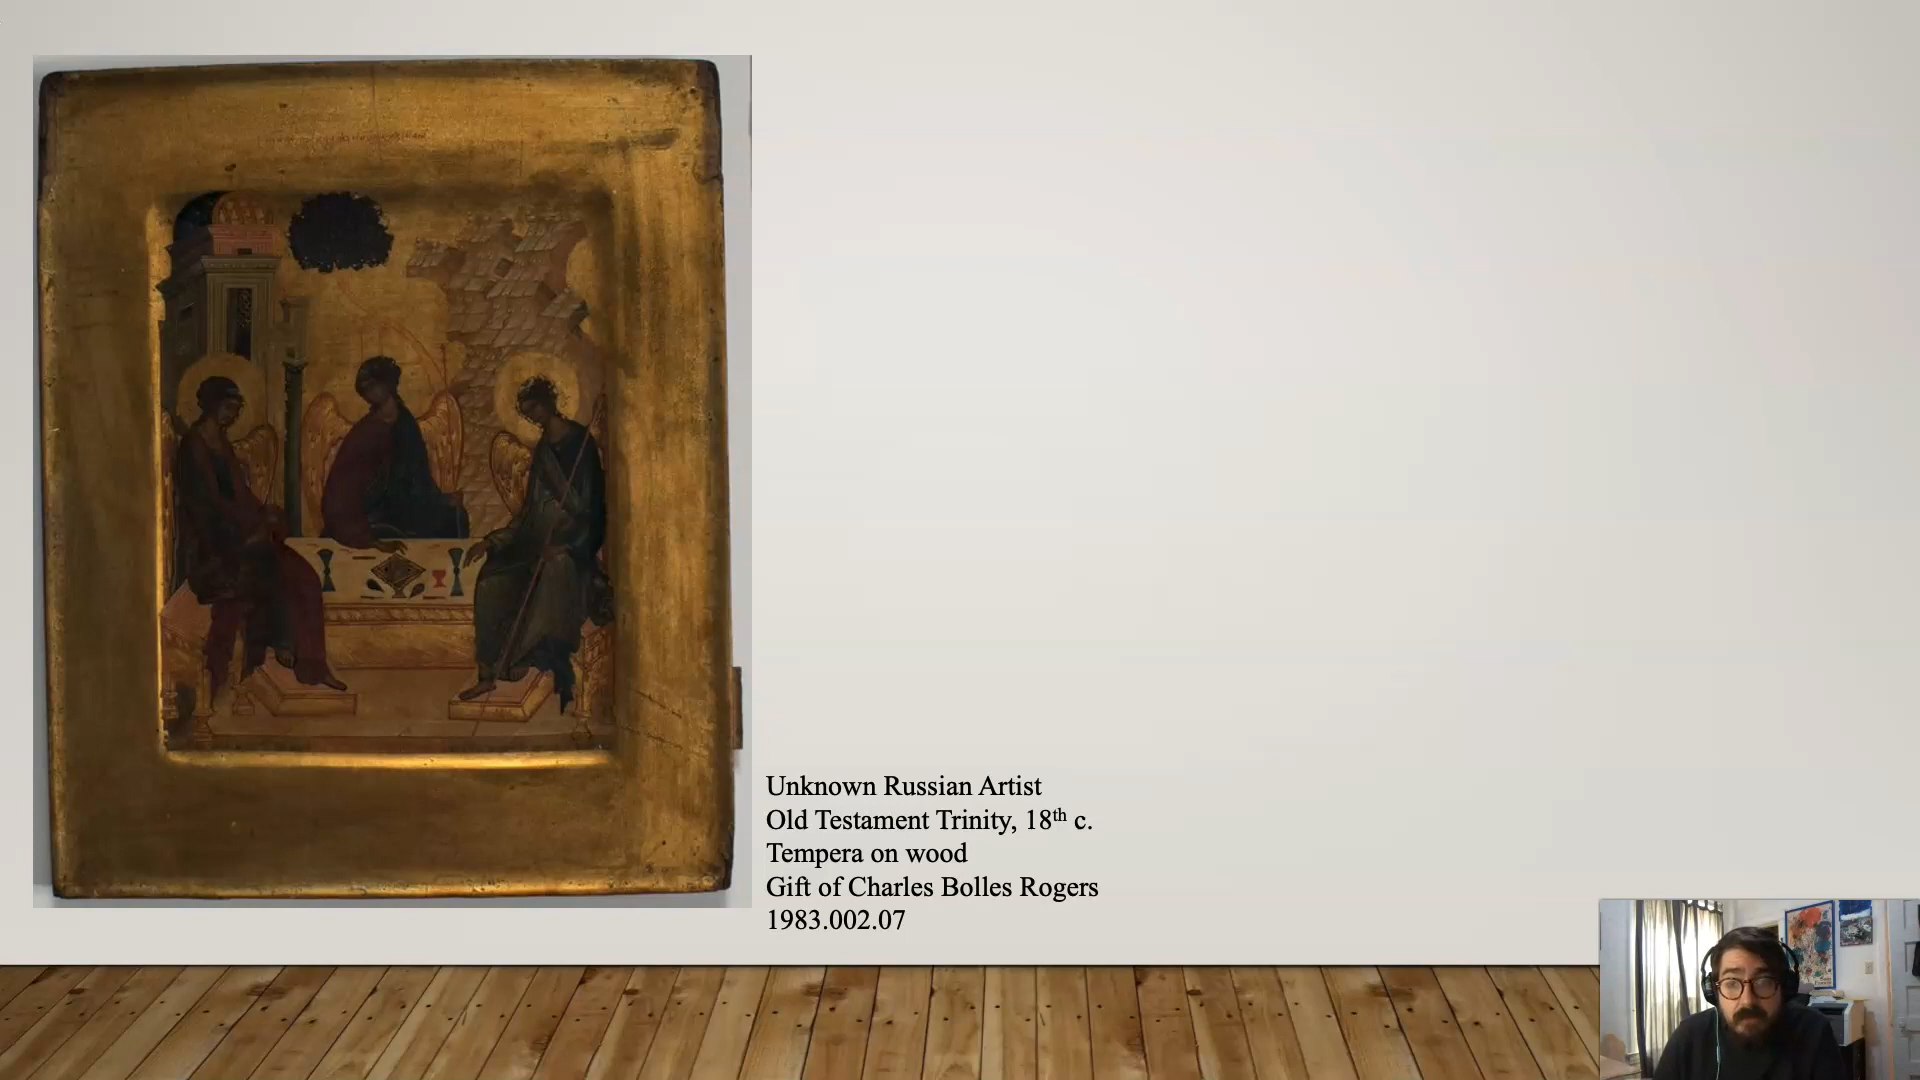 Unknown Russian Artist
Old Testament Trinity, 18th c.
Tempera on wood
Gift of Charles Bolles Rogers
1983.002.07